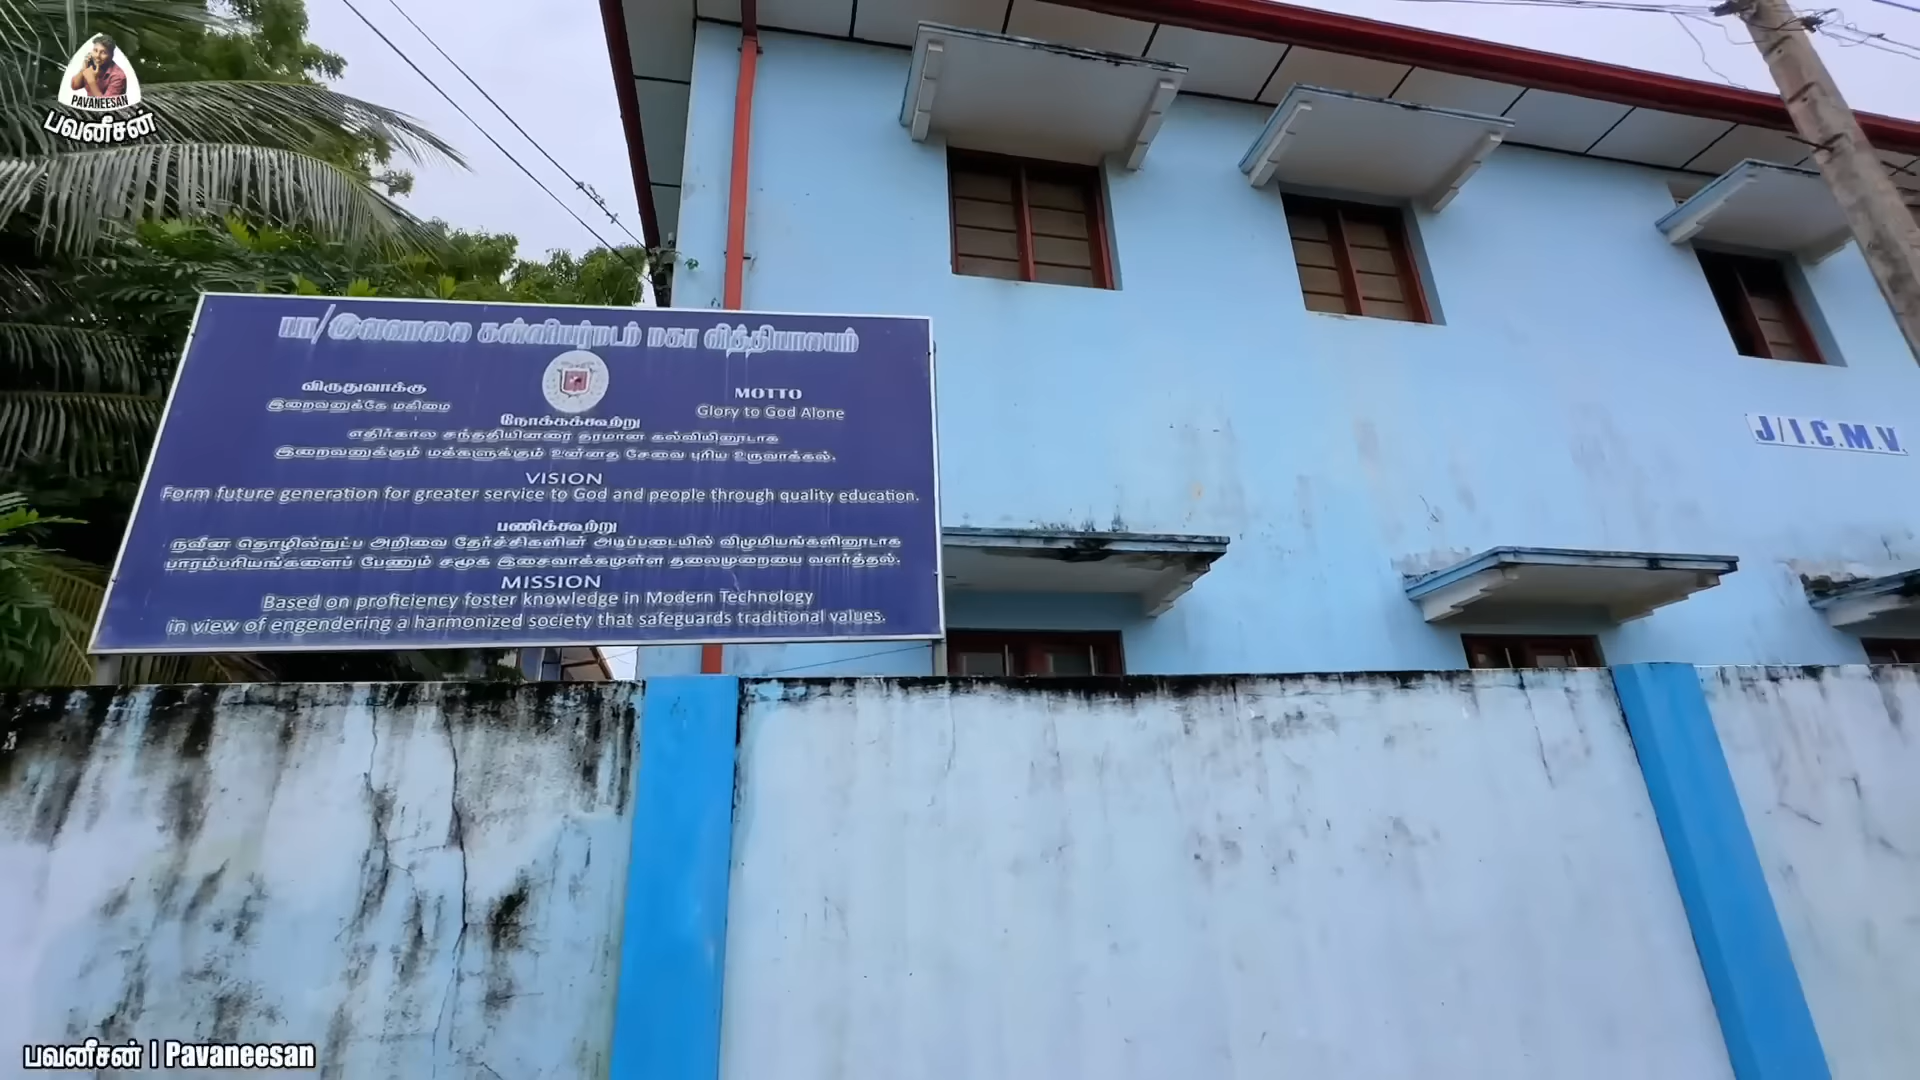 PAVANEESAN
பவனீசன்
யா/இளவாலை கன்னியர்மடம் மகா வித்தியாலயம்
விருதுவாக்கு
இறைவனுக்கே மகிமை
MOTTO
Glory to God Alone
நோக்கக்கூற்று
எதிர்கால சந்ததியினரை தரமான கல்வியினூடாக
இறைவனுக்கும் மக்களுக்கும் உன்னத சேவை புரிய உருவாக்கல்.
VISION
Form future generation for greater service to God and people through quality education.
பணிக்கூற்று
நவீன தொழில்நுட்ப அறிவை தேர்ச்சிகளின் அடிப்படையில் விழுமியங்களினூடாக
பாரம்பரியங்களைப் பேணும் சமூக இசைவாக்கமுள்ள தலைமுறையை வளர்த்தல்.
MISSION
Based on proficiency foster knowledge in Modern Technology
in view of engendering a harmonized society that safeguards traditional values.
J/I.C.M.V.
பவனீசன் | Pavaneesan